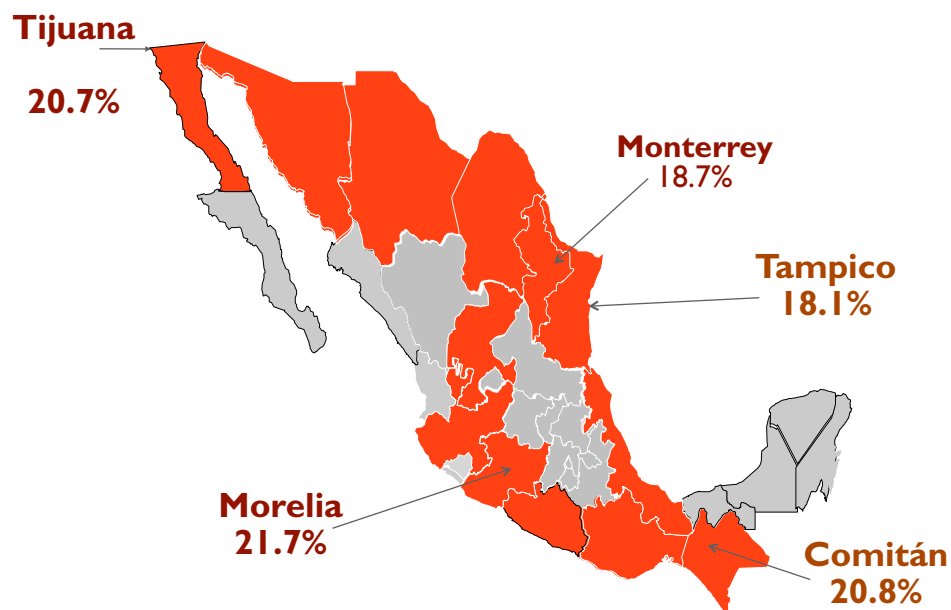 Tijuana
20.7%
Monterrey
18.7%
Tampico
18.1%
Morelia
21.7%
Comitán
20.8%